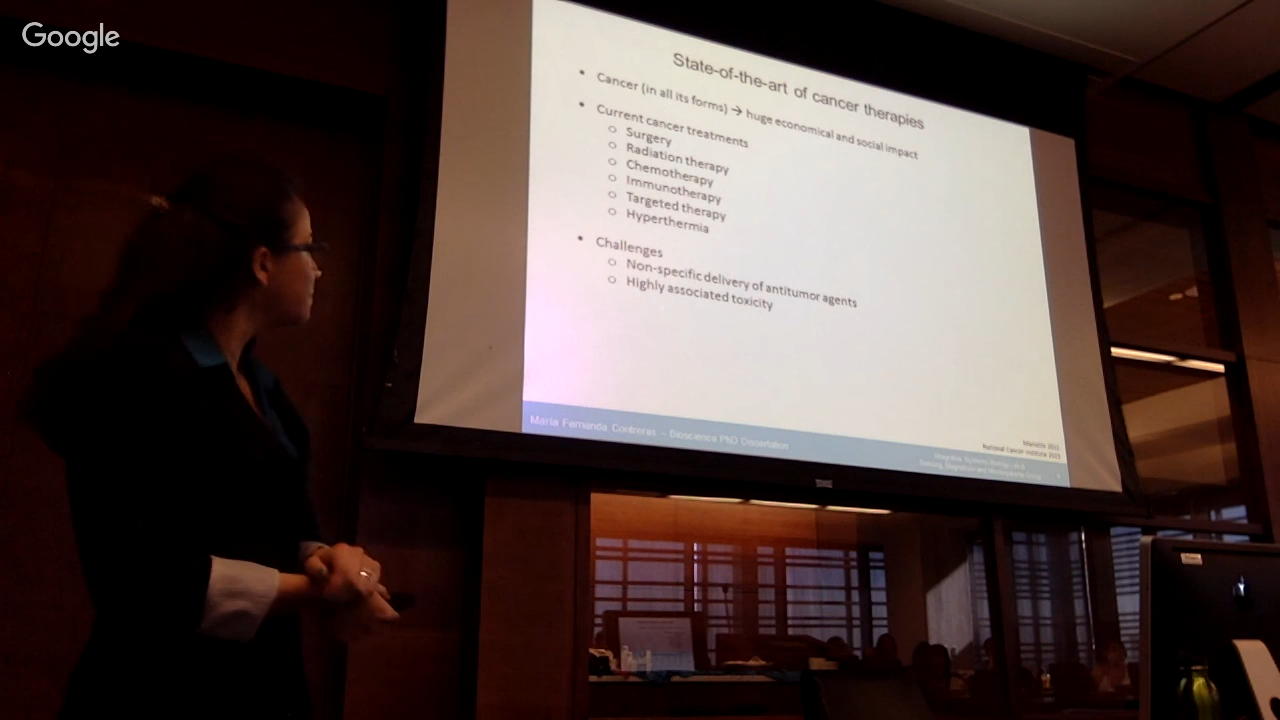 Google
State-of-the-art of cancer therapies
• Cancer (in all its forms) → huge economical and social impact
• Current cancer treatments
o Surgery
o Radiation therapy
o Chemotherapy
o Immunotherapy
o Targeted therapy
o Hyperthermia
• Challenges
o Non-specific delivery of antitumor agents
o Highly associated toxicity
Maria Fernanda Contreras – Bioscience PhD Dissertation
National Cancer Institute